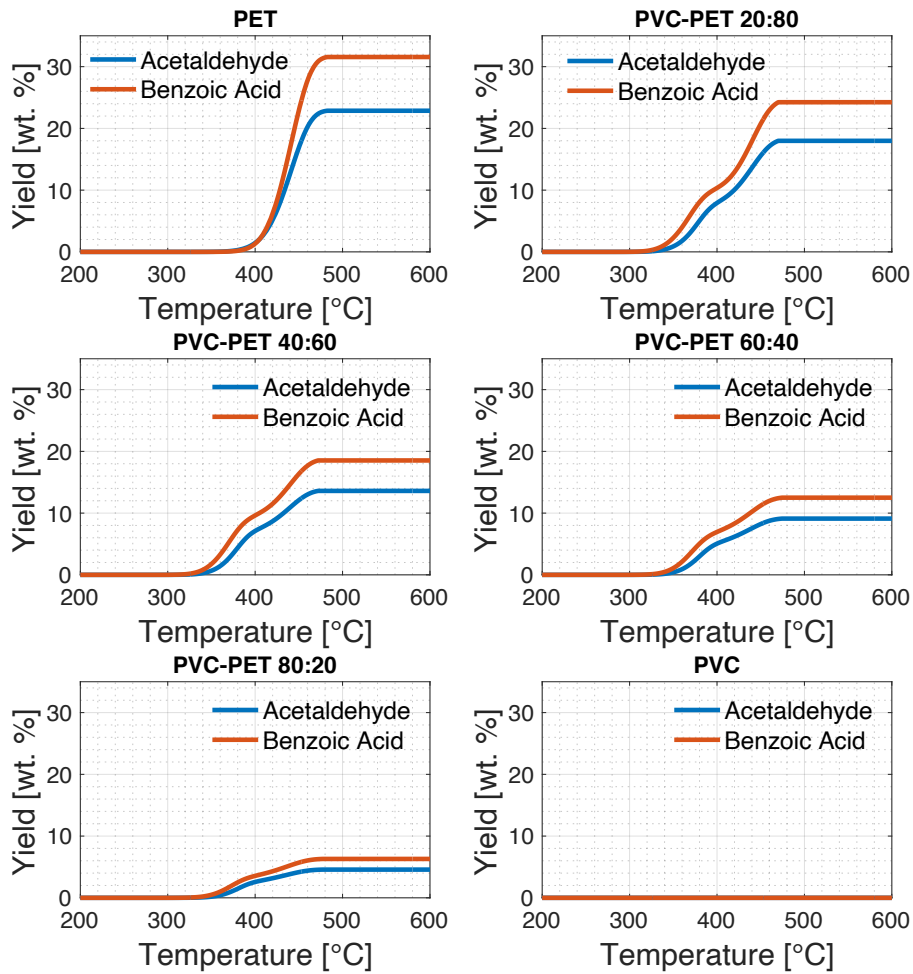 PET
Yield [wt. %]
30
20
10
0
Acetaldehyde
Benzoic Acid
200 300 400 500 600
Temperature [°C]
PVC-PET 20:80
Yield [wt. %]
30
20
10
0
Acetaldehyde
Benzoic Acid
200 300 400 500 600
Temperature [°C]
PVC-PET 40:60
Yield [wt. %]
30
20
10
0
Acetaldehyde
Benzoic Acid
200 300 400 500 600
Temperature [°C]
PVC-PET 60:40
Yield [wt. %]
30
20
10
0
Acetaldehyde
Benzoic Acid
200 300 400 500 600
Temperature [°C]
PVC-PET 80:20
Yield [wt. %]
30
20
10
0
Acetaldehyde
Benzoic Acid
200 300 400 500 600
Temperature [°C]
PVC
Yield [wt. %]
30
20
10
0
Acetaldehyde
Benzoic Acid
200 300 400 500 600
Temperature [°C]